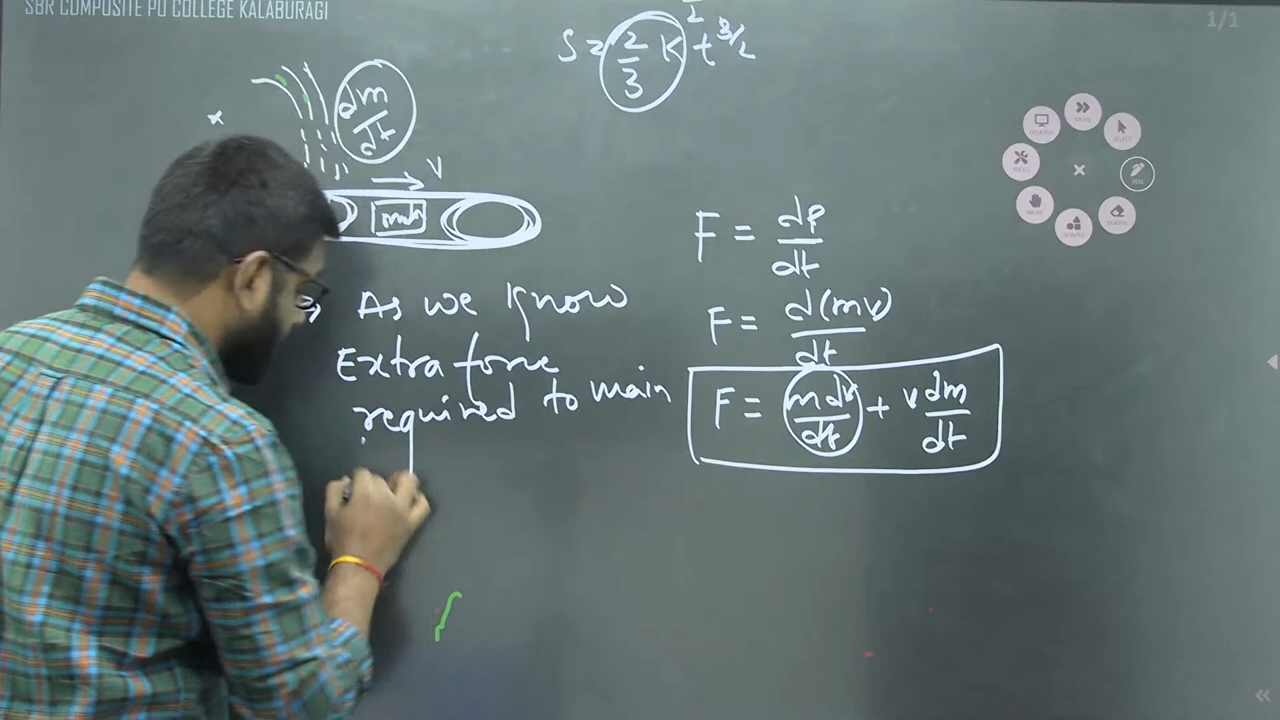 SBR COMPOSITE PU COLLEGE KALABURAGI
1/1
S = 2/3 K t^3/2
dm/dt
V
F = dp/dt
→ As we know
F = d(mv)/dt
Extra force
required to main
F = m dv/dt + v dm/dt